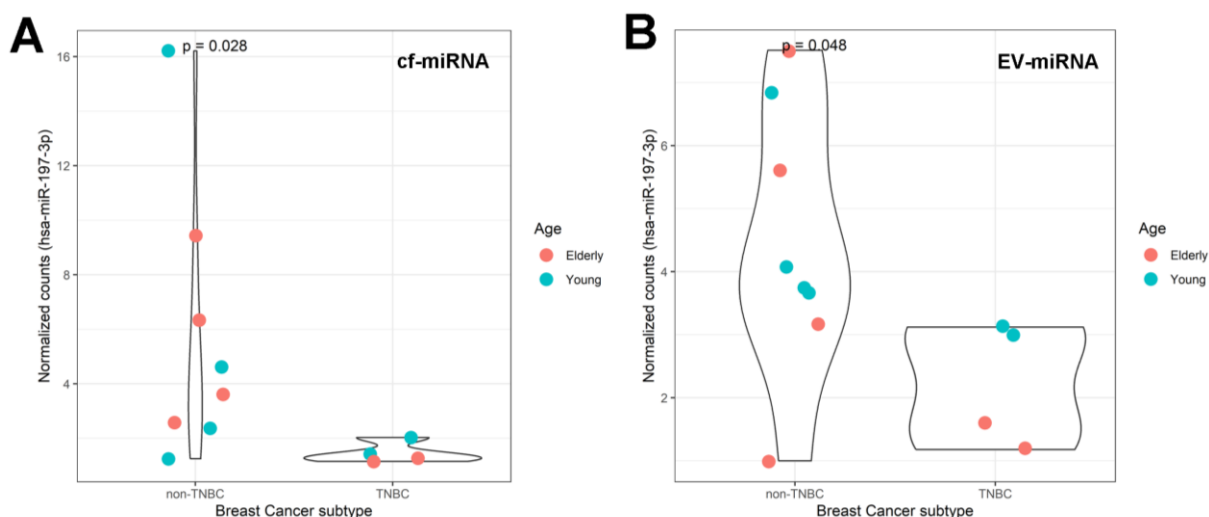 A
p = 0.028
cf-miRNA
16
12
8
4
Normalized counts (hsa-miR-197-3p)
non-TNBC
TNBC
Breast Cancer subtype
Age
Elderly
Young
B
p = 0.048
EV-miRNA
6
4
2
Normalized counts (hsa-miR-197-3p)
non-TNBC
TNBC
Breast Cancer subtype
Age
Elderly
Young